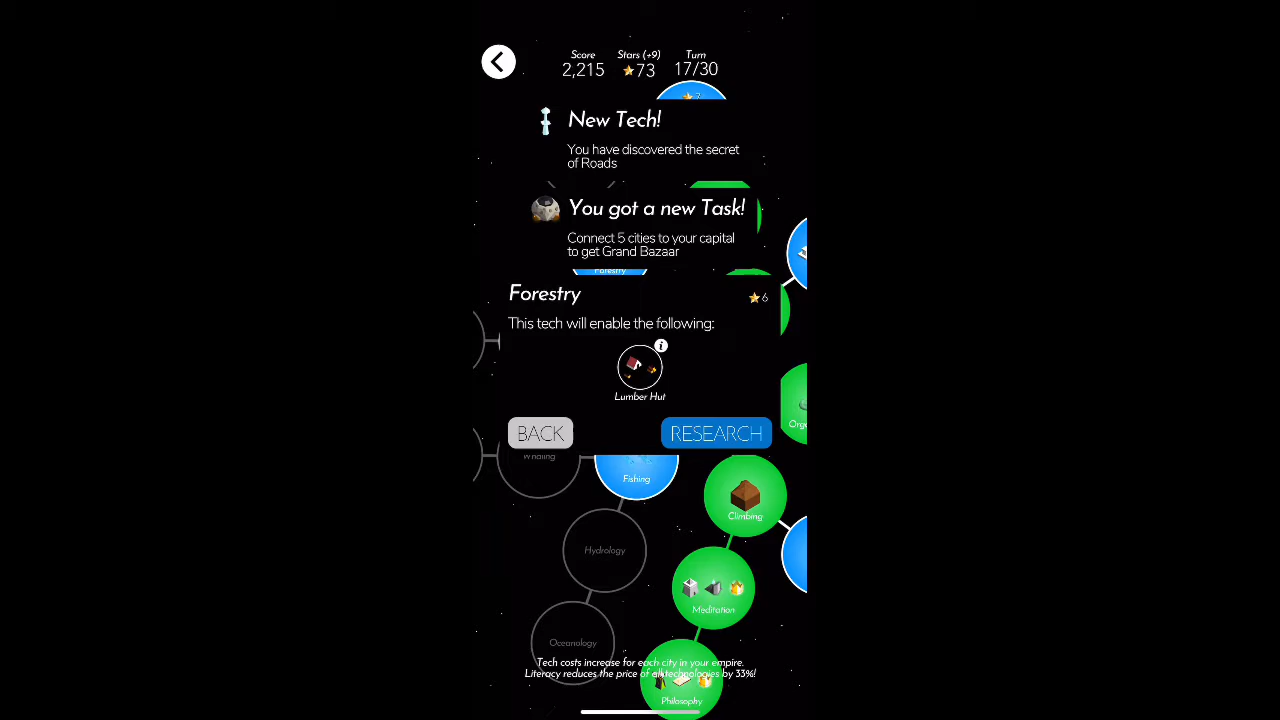 Score
Stars (+9)
Turn
2,215
73
17/30
New Tech!
You have discovered the secret
of Roads
You got a new Task!
Connect 5 cities to your capital
to get Grand Bazaar
Forestry
Forestry
6
This tech will enable the following:
i
Lumber Hut
BACK
RESEARCH
Whaling
Fishing
Climbing
Hydrology
Meditation
Oceanology
Tech costs increase for each city in your empire.
Literacy reduces the price of all technologies by 33%!
Philosophy